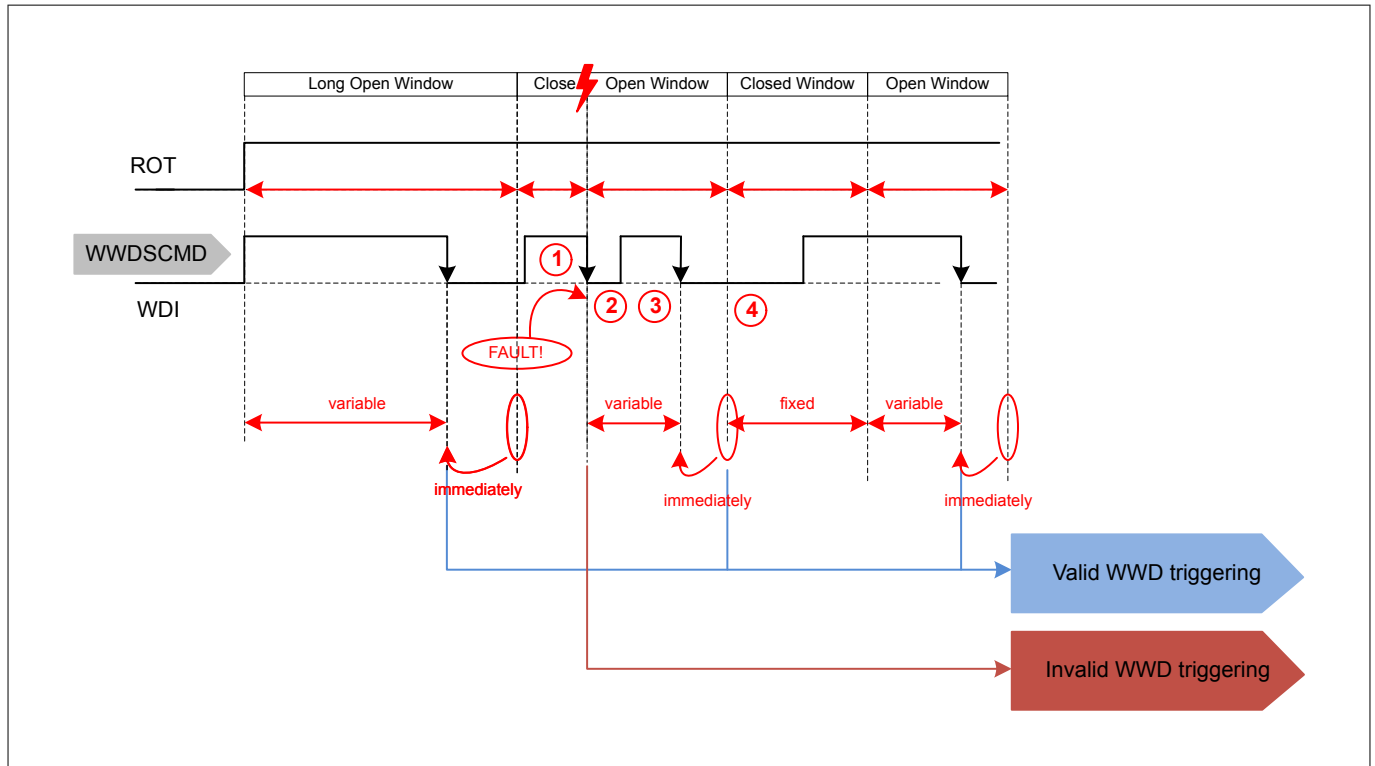 Long Open Window
Close
Open Window
Closed Window
Open Window
ROT
WWDSCMD
WDI
1
2
3
4
FAULT!
variable
variable
fixed
variable
immediately
immediately
immediately
Valid WWD triggering
Invalid WWD triggering